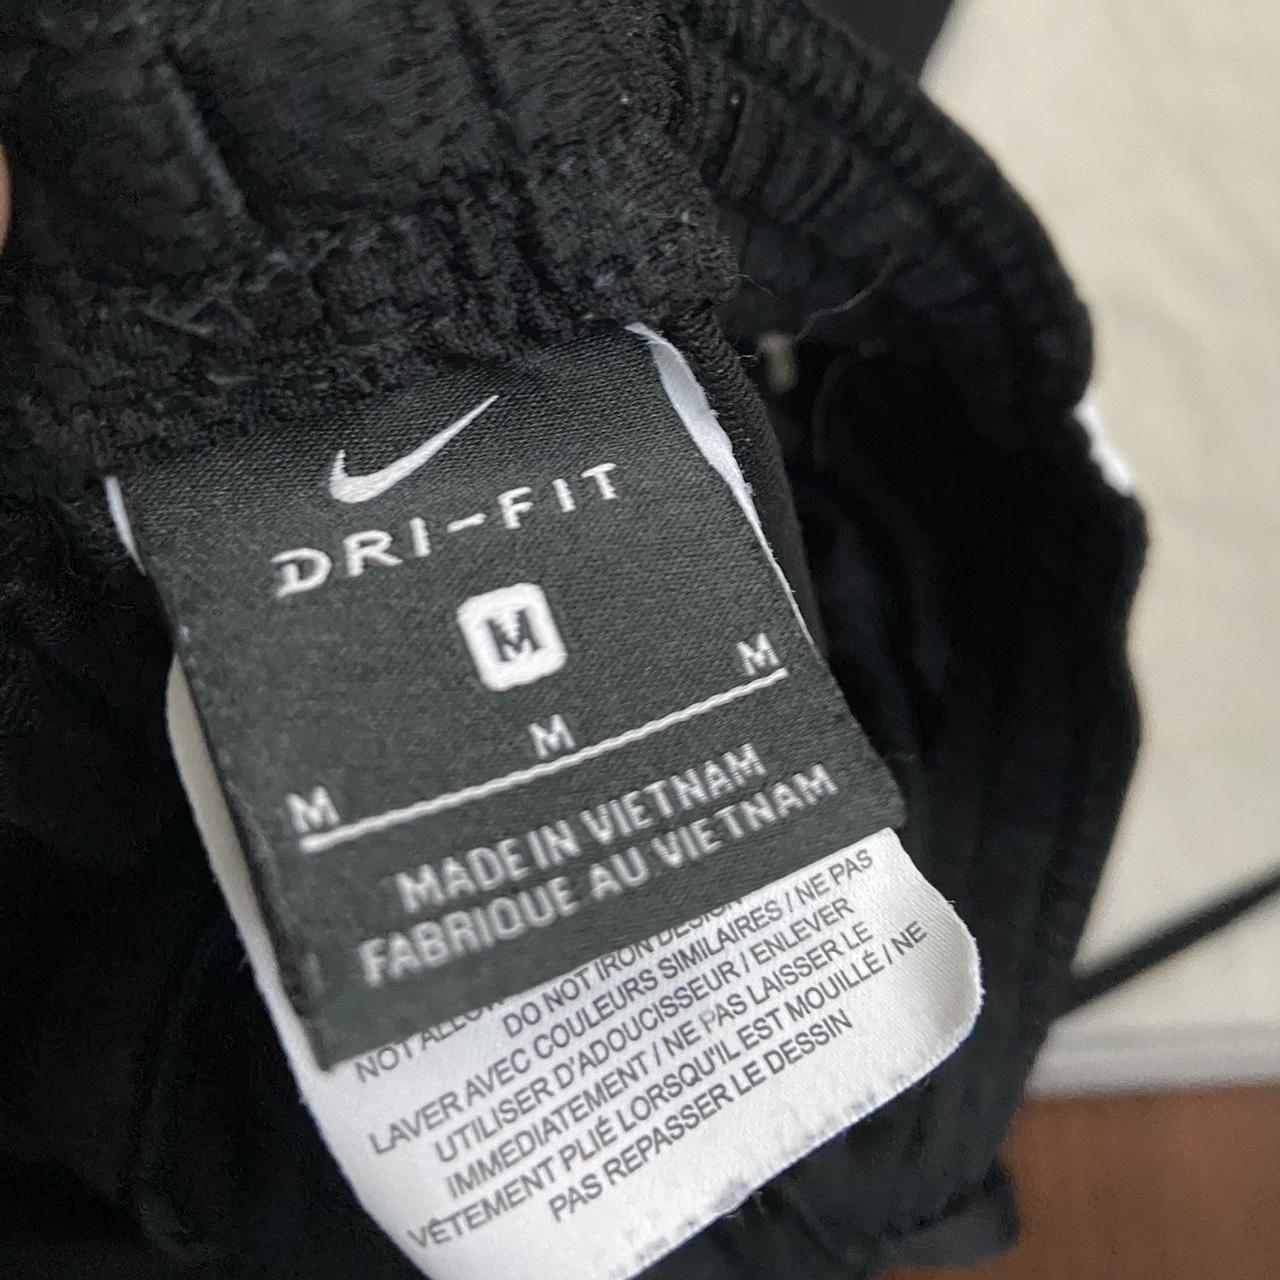 DRI-FIT
M
M M M
MADE IN VIETNAM
FABRIQUE AU VIETNAM
DO NOT IRON DESIGN
LAVER AVEC COULEURS SIMILAIRES / NE PAS
UTILISER D'ADOUCISSEUR / ENLEVER
IMMEDIATEMENT / NE PAS LAISSER LE
VÊTEMENT PLIÉ LORSQU'IL EST MOUILLÉ / NE
PAS REPASSER LE DESSIN